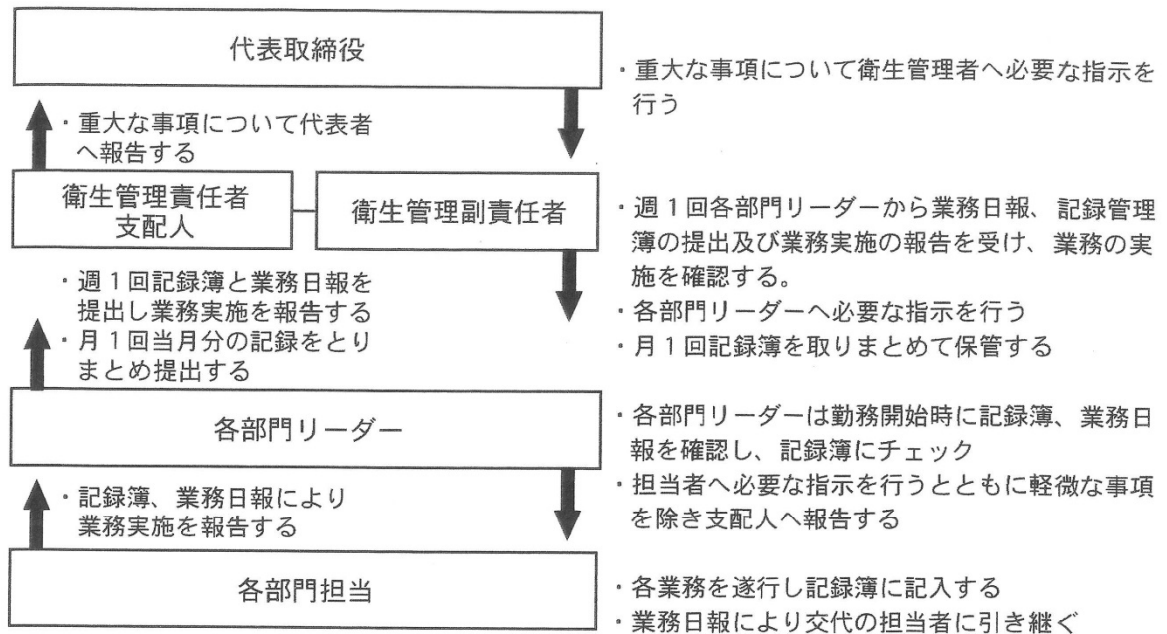 代表取締役
・重大な事項について衛生管理者へ必要な指示を
行う
・重大な事項について代表者
へ報告する
衛生管理責任者
支配人
衛生管理副責任者
・週1回各部門リーダーから業務日報、記録管理
簿の提出及び業務実施の報告を受け、業務の実
施を確認する。
・各部門リーダーへ必要な指示を行う
・月1回記録簿を取りまとめて保管する
・週1回記録簿と業務日報を
提出し業務実施を報告する
・月1回当月分の記録をとり
まとめ提出する
各部門リーダー
・各部門リーダーは勤務開始時に記録簿、業務日
報を確認し、記録簿にチェック
・担当者へ必要な指示を行うとともに軽微な事項
を除き支配人へ報告する
・記録簿、業務日報により
業務実施を報告する
各部門担当
・各業務を遂行し記録簿に記入する
・業務日報により交代の担当者に引き継ぐ